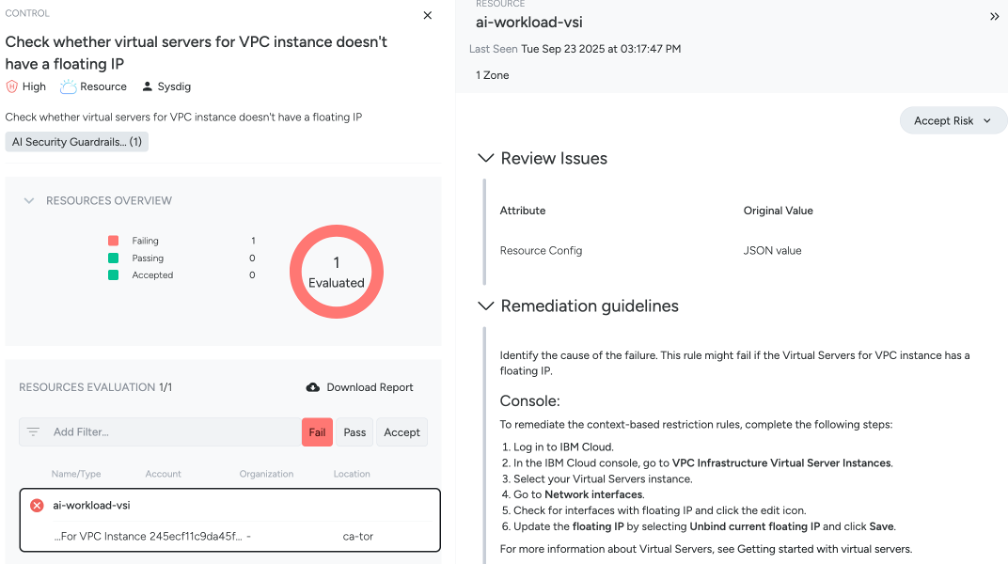 CONTROL
Check whether virtual servers for VPC instance doesn't
have a floating IP
High Resource Sysdig
Check whether virtual servers for VPC instance doesn't have a floating IP
AI Security Guardrails... (1)
RESOURCES OVERVIEW
Failing 1
Passing 0
Accepted 0
1
Evaluated
RESOURCES EVALUATION 1/1
Download Report
Add Filter...
Fail
Pass
Accept
Name/Type Account Organization Location
ai-workload-vsi
...For VPC Instance 245ecf11c9da45f... - ca-tor
RESOURCE
ai-workload-vsi
Last Seen Tue Sep 23 2025 at 03:17:47 PM
1 Zone
Accept Risk
Review Issues
Attribute Original Value
Resource Config JSON value
Remediation guidelines
Identify the cause of the failure. This rule might fail if the Virtual Servers for VPC instance has a
floating IP.
Console:
To remediate the context-based restriction rules, complete the following steps:
1. Log in to IBM Cloud.
2. In the IBM Cloud console, go to VPC Infrastructure Virtual Server Instances.
3. Select your Virtual Servers instance.
4. Go to Network interfaces.
5. Check for interfaces with floating IP and click the edit icon.
6. Update the floating IP by selecting Unbind current floating IP and click Save.
For more information about Virtual Servers, see Getting started with virtual servers.